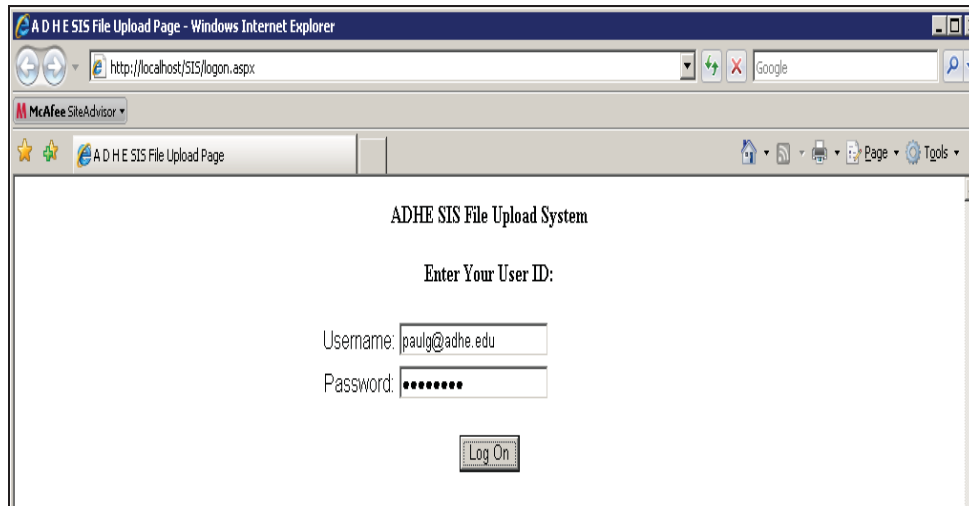 A D H E SIS File Upload Page - Windows Internet Explorer
http://localhost/SIS/logon.aspx
Google
McAfee SiteAdvisor
A D H E SIS File Upload Page
Page
Tools
ADHE SIS File Upload System
Enter Your User ID:
Username: paulg@adhe.edu
Password: ••••••••
Log On